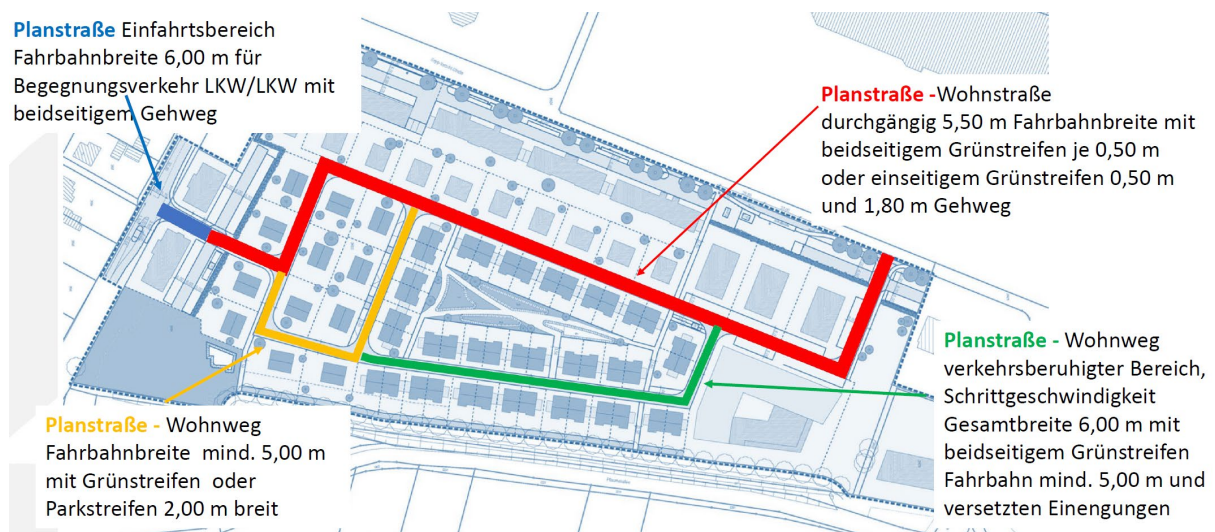 Planstraße Einfahrtsbereich
Fahrbahnbreite 6,00 m für
Begegnungsverkehr LKW/LKW mit
beidseitigem Gehweg
Planstraße -Wohnstraße
durchgängig 5,50 m Fahrbahnbreite mit
beidseitigem Grünstreifen je 0,50 m
oder einseitigem Grünstreifen 0,50 m
und 1,80 m Gehweg
Planstraße - Wohnweg
verkehrsberuhigter Bereich,
Schrittgeschwindigkeit
Gesamtbreite 6,00 m mit
beidseitigem Grünstreifen
Fahrbahn mind. 5,00 m und
versetzten Einengungen
Planstraße - Wohnweg
Fahrbahnbreite mind. 5,00 m
mit Grünstreifen oder
Parkstreifen 2,00 m breit